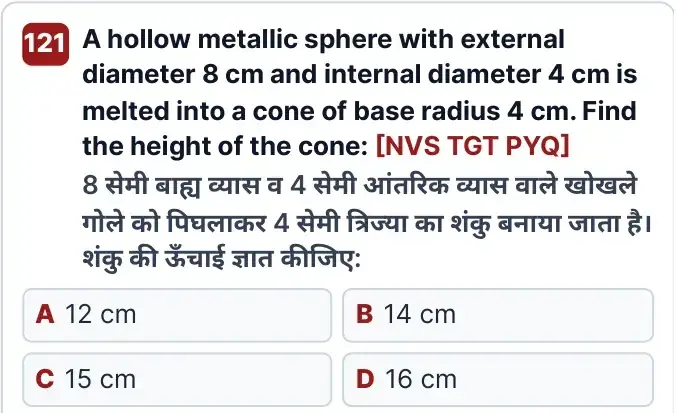 121 A hollow metallic sphere with external
diameter 8 cm and internal diameter 4 cm is
melted into a cone of base radius 4 cm. Find
the height of the cone: [NVS TGT PYQ]
8 सेमी बाह्य व्यास व 4 सेमी आंतरिक व्यास वाले खोखले
गोले को पिघलाकर 4 सेमी त्रिज्या का शंकु बनाया जाता है।
शंकु की ऊँचाई ज्ञात कीजिए:
A 12 cm
B 14 cm
C 15 cm
D 16 cm